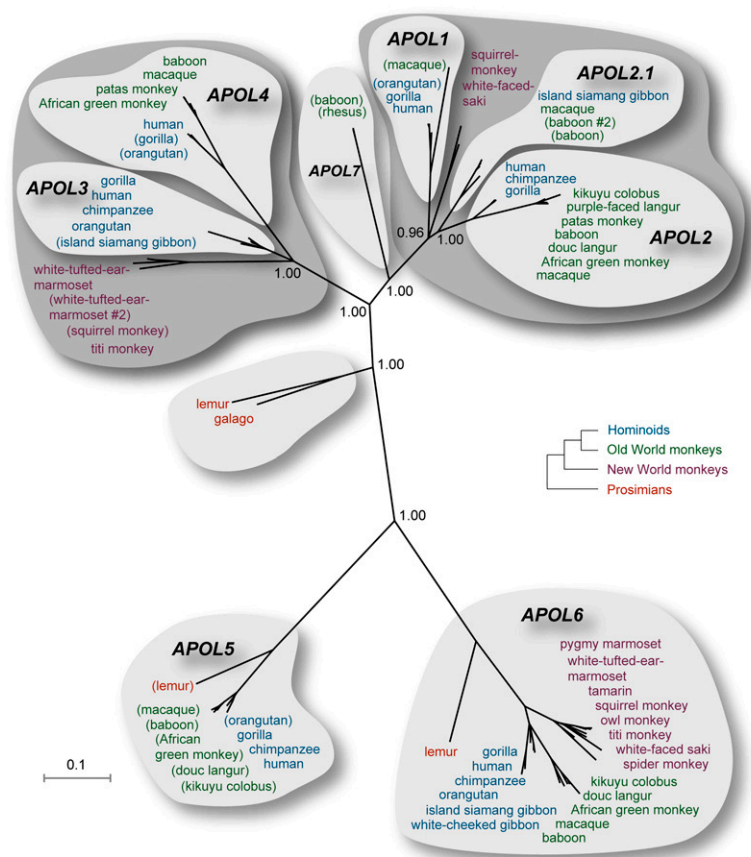 APOL4
baboon
macaque
patas monkey
African green monkey
human
(gorilla)
(orangutan)
APOL3
gorilla
human
chimpanzee
orangutan
(island siamang gibbon)
white-tufted-ear-
marmoset
(white-tufted-ear-
marmoset #2)
(squirrel monkey)
titi monkey
1.00
APOL7
(baboon)
(rhesus)
APOL1
(macaque)
(orangutan)
gorilla
human
squirrel-
monkey
white-faced-
saki
APOL2.1
island siamang gibbon
macaque
(baboon #2)
(baboon)
APOL2
human
chimpanzee
gorilla
kikuyu colobus
purple-faced langur
patas monkey
baboon
douc langur
African green monkey
macaque
0.96
1.00
1.00
1.00
1.00
lemur
galago
Hominoids
Old World monkeys
New World monkeys
Prosimians
1.00
APOL5
(lemur)
(macaque)
(baboon)
(African
green monkey)
(douc langur)
(kikuyu colobus)
(orangutan)
gorilla
chimpanzee
human
APOL6
pygmy marmoset
white-tufted-ear-
marmoset
tamarin
squirrel monkey
owl monkey
titi monkey
white-faced saki
spider monkey
lemur
gorilla
human
chimpanzee
orangutan
island siamang gibbon
white-cheeked gibbon
kikuyu colobus
douc langur
African green monkey
macaque
baboon
0.1